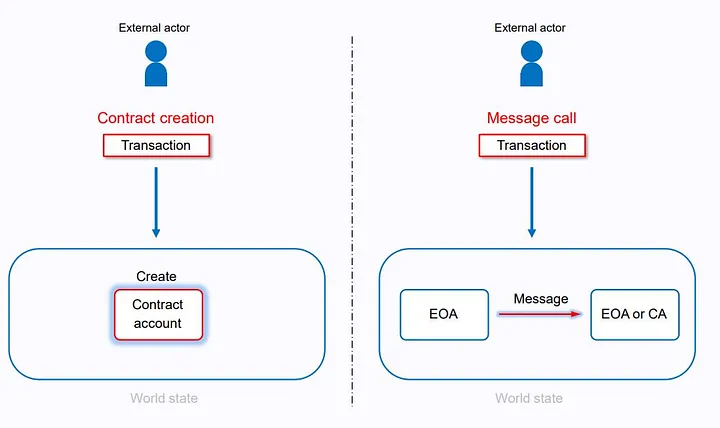 External actor
Contract creation
Transaction
Create
Contract
account
World state
External actor
Message call
Transaction
EOA
Message
EOA or CA
World state